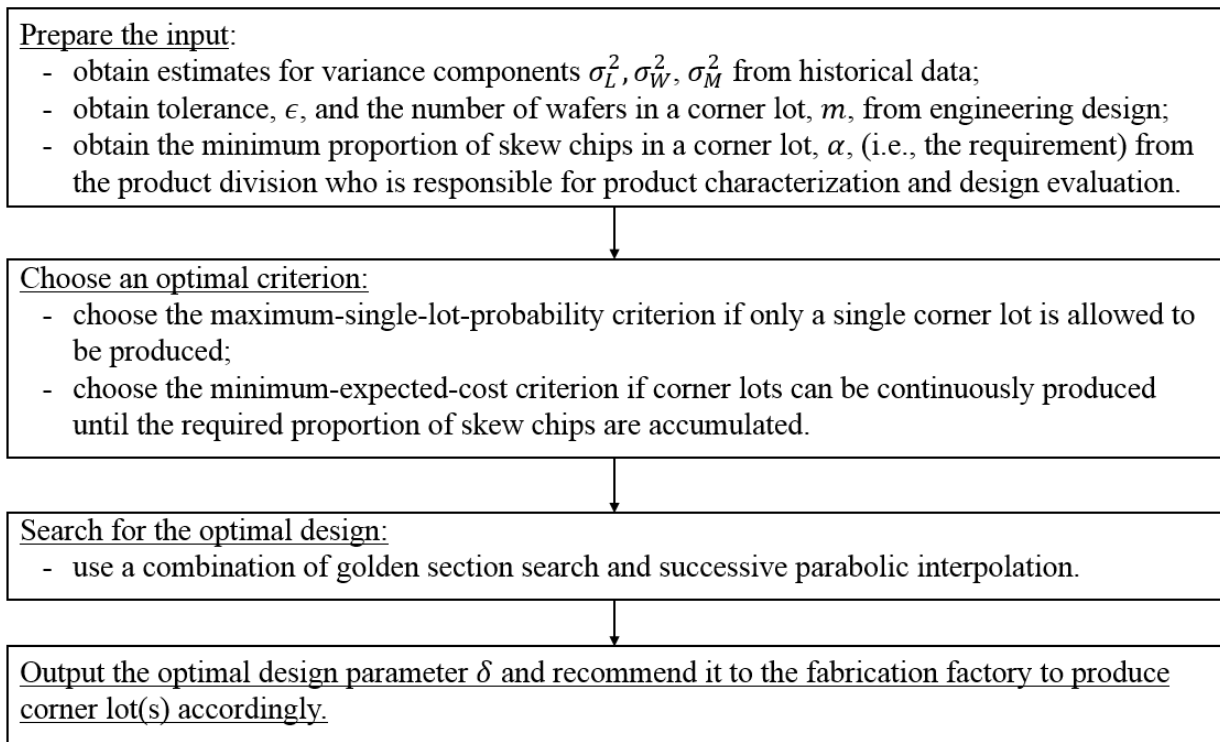 Prepare the input:
- obtain estimates for variance components σ_L^2, σ_W^2, σ_M^2 from historical data;
- obtain tolerance, ϵ, and the number of wafers in a corner lot, m, from engineering design;
- obtain the minimum proportion of skew chips in a corner lot, α, (i.e., the requirement) from
the product division who is responsible for product characterization and design evaluation.
Choose an optimal criterion:
- choose the maximum-single-lot-probability criterion if only a single corner lot is allowed to
be produced;
- choose the minimum-expected-cost criterion if corner lots can be continuously produced
until the required proportion of skew chips are accumulated.
Search for the optimal design:
- use a combination of golden section search and successive parabolic interpolation.
Output the optimal design parameter δ and recommend it to the fabrication factory to produce
corner lot(s) accordingly.